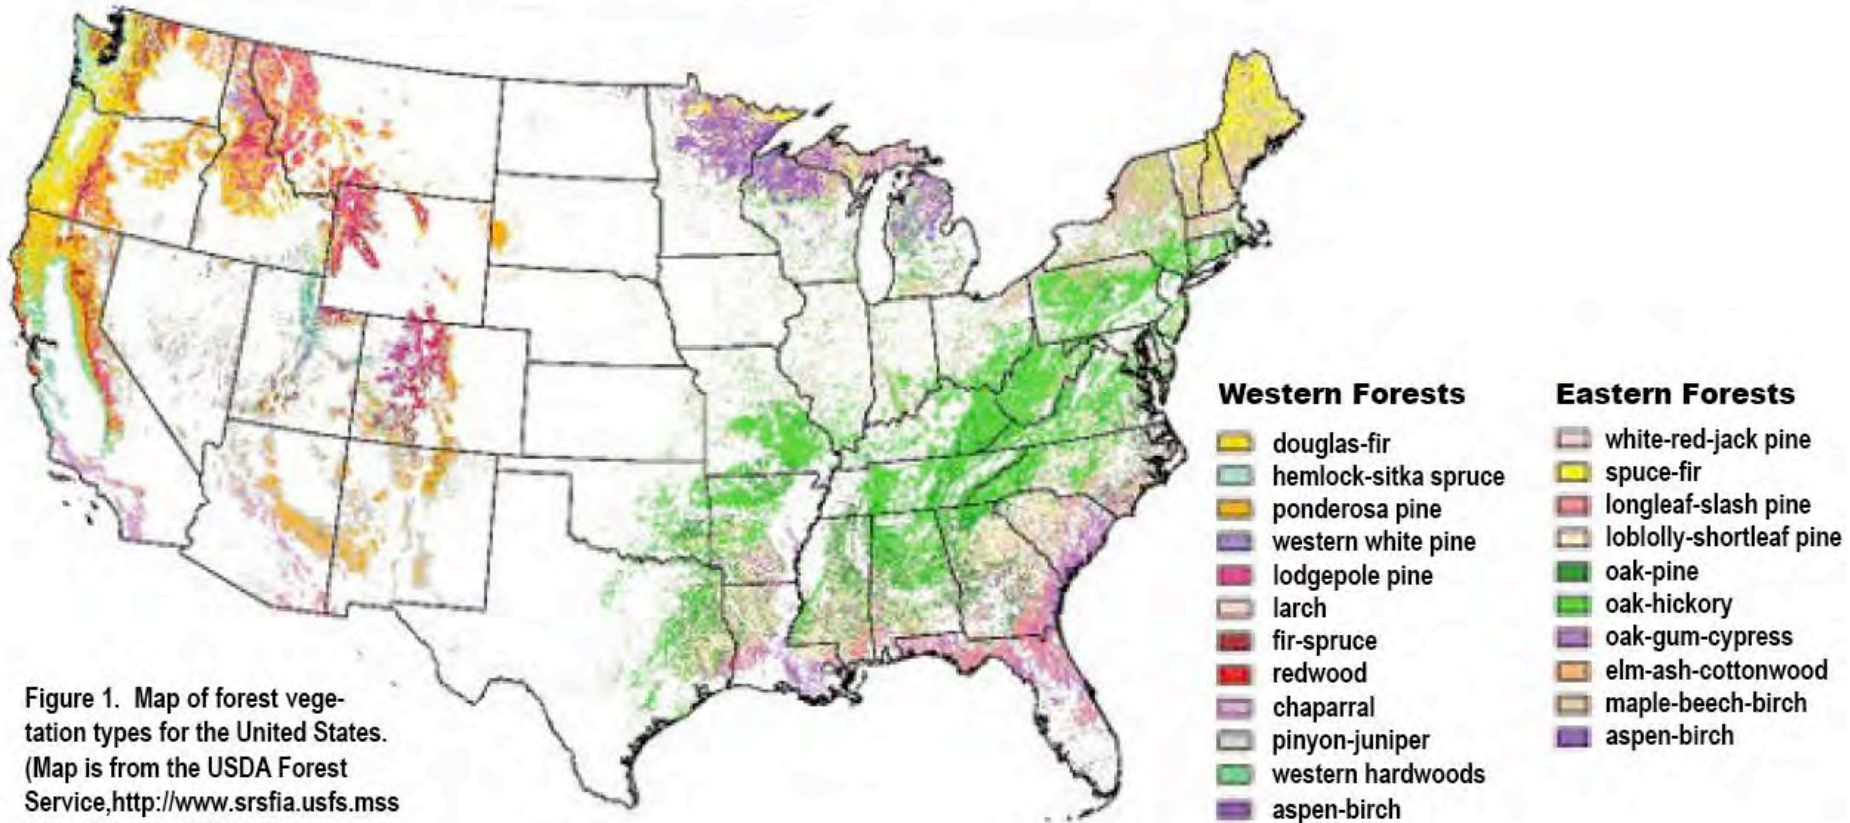 Western Forests
douglas-fir
hemlock-sitka spruce
ponderosa pine
western white pine
lodgepole pine
larch
fir-spruce
redwood
chaparral
pinyon-juniper
western hardwoods
aspen-birch
Eastern Forests
white-red-jack pine
spuce-fir
longleaf-slash pine
loblolly-shortleaf pine
oak-pine
oak-hickory
oak-gum-cypress
elm-ash-cottonwood
maple-beech-birch
aspen-birch
Figure 1. Map of forest vege-
tation types for the United States.
(Map is from the USDA Forest
Service,http://www.srsfia.usfs.mss